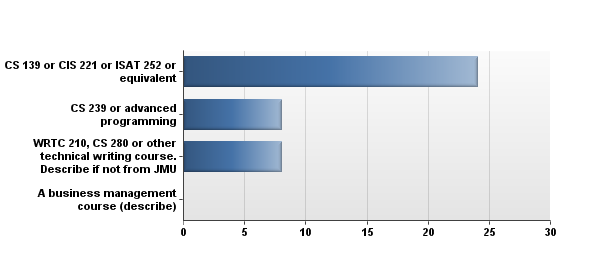 CS 139 or CIS 221 or ISAT 252 or
equivalent
CS 239 or advanced
programming
WRTC 210, CS 280 or other
technical writing course.
Describe if not from JMU
A business management
course (describe)
0 5 10 15 20 25 30